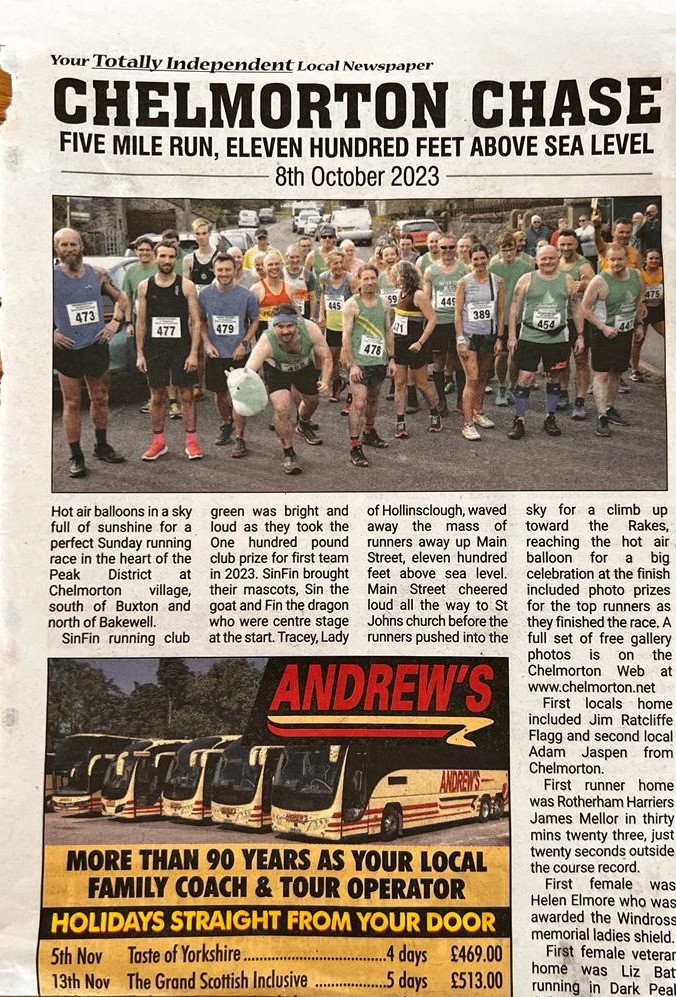 Your Totally Independent Local Newspaper
CHELMORTON CHASE
FIVE MILE RUN, ELEVEN HUNDRED FEET ABOVE SEA LEVEL
8th October 2023
473
477
479
445
478
449
389
454
475
Hot air balloons in a sky
full of sunshine for a
perfect Sunday running
race in the heart of the
Peak District at
Chelmorton village,
south of Buxton and
north of Bakewell.
SinFin running club
green was bright and
loud as they took the
One hundred pound
club prize for first team
in 2023. SinFin brought
their mascots, Sin the
goat and Fin the dragon
who were centre stage
at the start. Tracey, Lady
of Hollinsclough, waved
away the mass of
runners away up Main
Street, eleven hundred
feet above sea level.
Main Street cheered
loud all the way to St
Johns church before the
runners pushed into the
sky for a climb up
toward the Rakes,
reaching the hot air
balloon for a big
celebration at the finish
included photo prizes
for the top runners as
they finished the race. A
full set of free gallery
photos is on the
Chelmorton Web at
www.chelmorton.net
First locals home
included Jim Ratcliffe
Flagg and second local
Adam Jaspen from
Chelmorton.
First runner home
was Rotherham Harriers
James Mellor in thirty
mins twenty three, just
twenty seconds outside
the course record.
First female was
Helen Elmore who was
awarded the Windross
memorial ladies shield.
First female veteran
home was Liz Bat
running in Dark Peak
ANDREW'S
ANDREW'S
MORE THAN 90 YEARS AS YOUR LOCAL
FAMILY COACH & TOUR OPERATOR
HOLIDAYS STRAIGHT FROM YOUR DOOR
5th Nov Taste of Yorkshire 4 days £469.00
13th Nov The Grand Scottish Inclusive 5 days £513.00